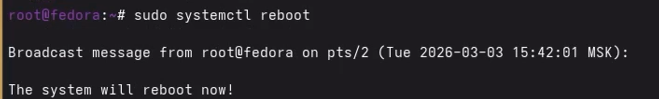 root@fedora:~# sudo systemctl reboot
Broadcast message from root@fedora on pts/2 (Tue 2026-03-03 15:42:01 MSK):
The system will reboot now!